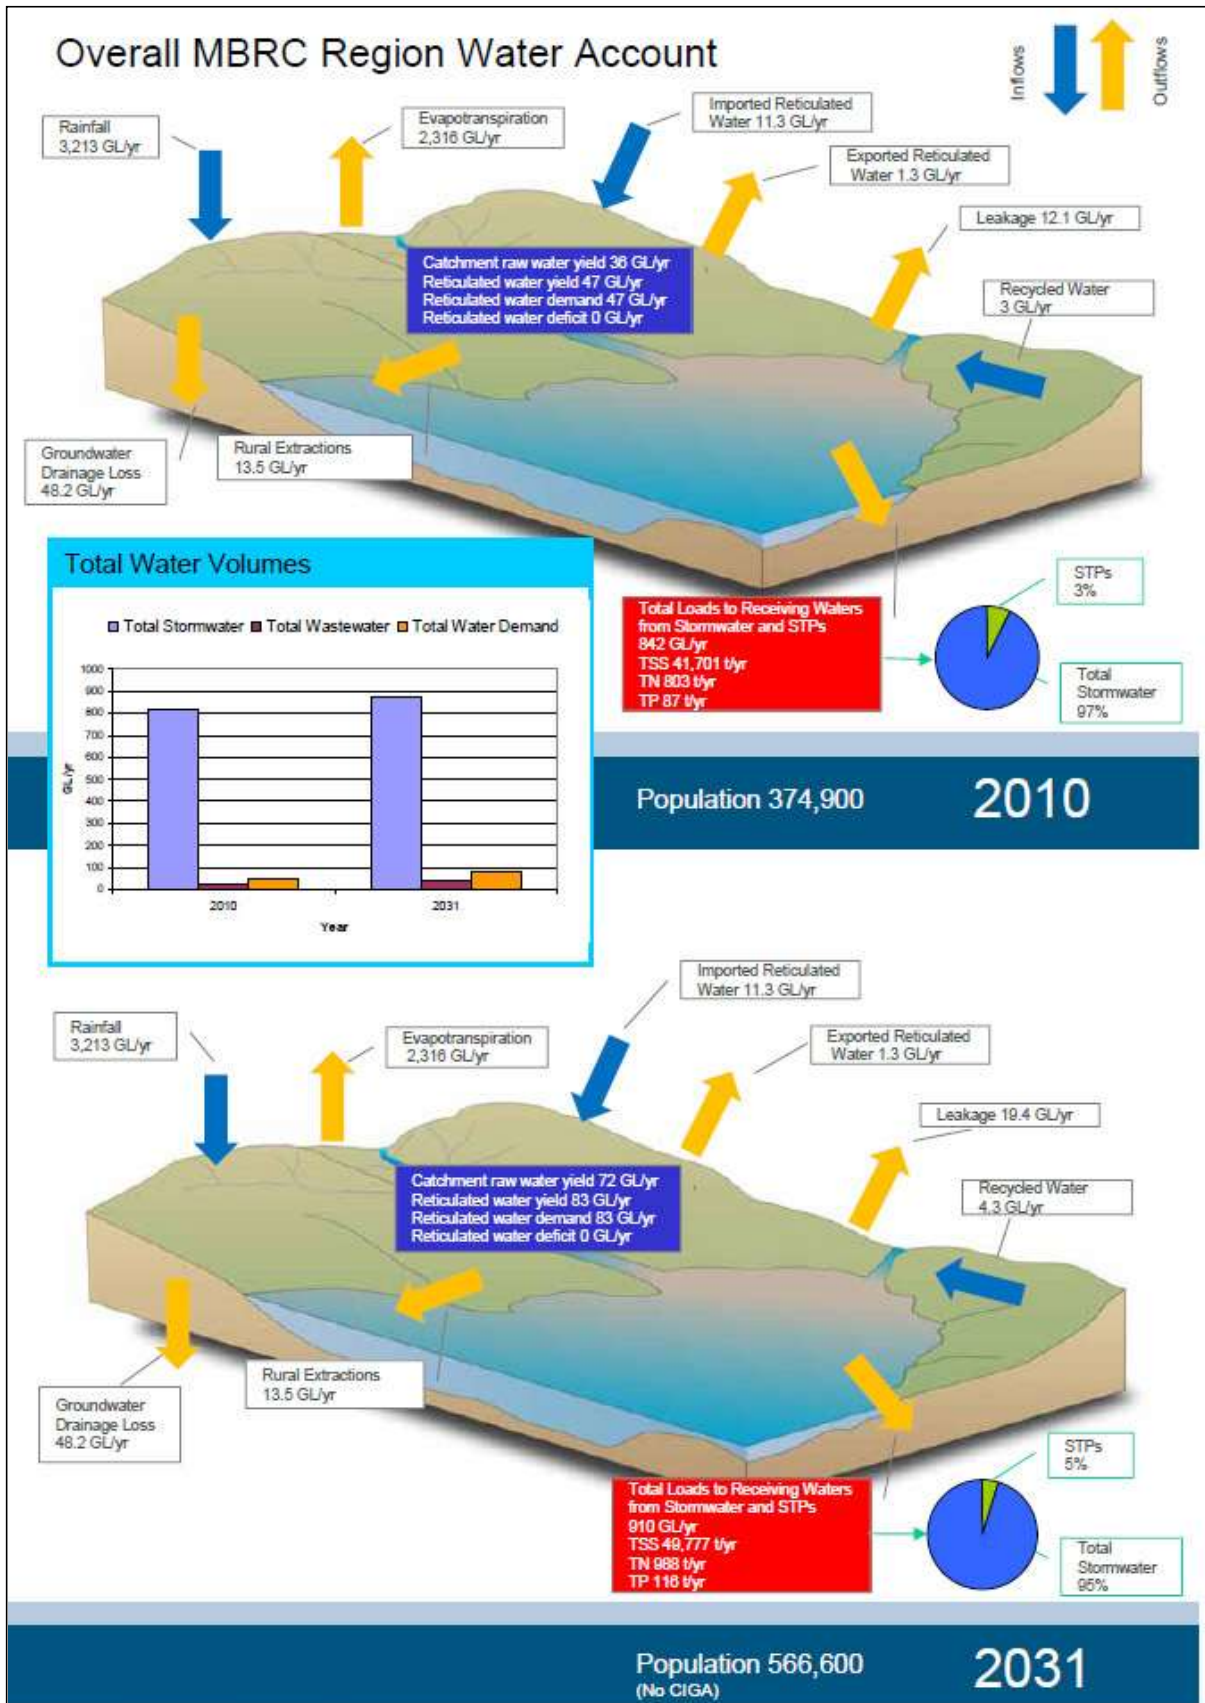 Overall MBRC Region Water Account
Inflows
Outflows
Rainfall
3,213 GL/yr
Evapotranspiration
2,316 GL/yr
Imported Reticulated
Water 11.3 GL/yr
Exported Reticulated
Water 1.3 GL/yr
Leakage 12.1 GL/yr
Recycled Water
3 GL/yr
Catchment raw water yield 36 GL/yr
Reticulated water yield 47 GL/yr
Reticulated water demand 47 GL/yr
Reticulated water deficit 0 GL/yr
Groundwater
Drainage Loss
48.2 GL/yr
Rural Extractions
13.5 GL/yr
Total Water Volumes
Total Stormwater
Total Wastewater
Total Water Demand
1000
900
800
700
600
500
400
300
200
100
0
GL/yr
2010
2031
Year
Total Loads to Receiving Waters
from Stormwater and STPs
842 GL/yr
TSS 41,701 t/yr
TN 803 t/yr
TP 87 t/yr
STPs
3%
Total
Stormwater
97%
Population 374,900
2010
Rainfall
3,213 GL/yr
Evapotranspiration
2,316 GL/yr
Imported Reticulated
Water 11.3 GL/yr
Exported Reticulated
Water 1.3 GL/yr
Leakage 19.4 GL/yr
Recycled Water
4.3 GL/yr
Catchment raw water yield 72 GL/yr
Reticulated water yield 83 GL/yr
Reticulated water demand 83 GL/yr
Reticulated water deficit 0 GL/yr
Groundwater
Drainage Loss
48.2 GL/yr
Rural Extractions
13.5 GL/yr
Total Loads to Receiving Waters
from Stormwater and STPs
910 GL/yr
TSS 49,777 t/yr
TN 988 t/yr
TP 116 t/yr
STPs
5%
Total
Stormwater
95%
Population 566,600
(No CIGA)
2031